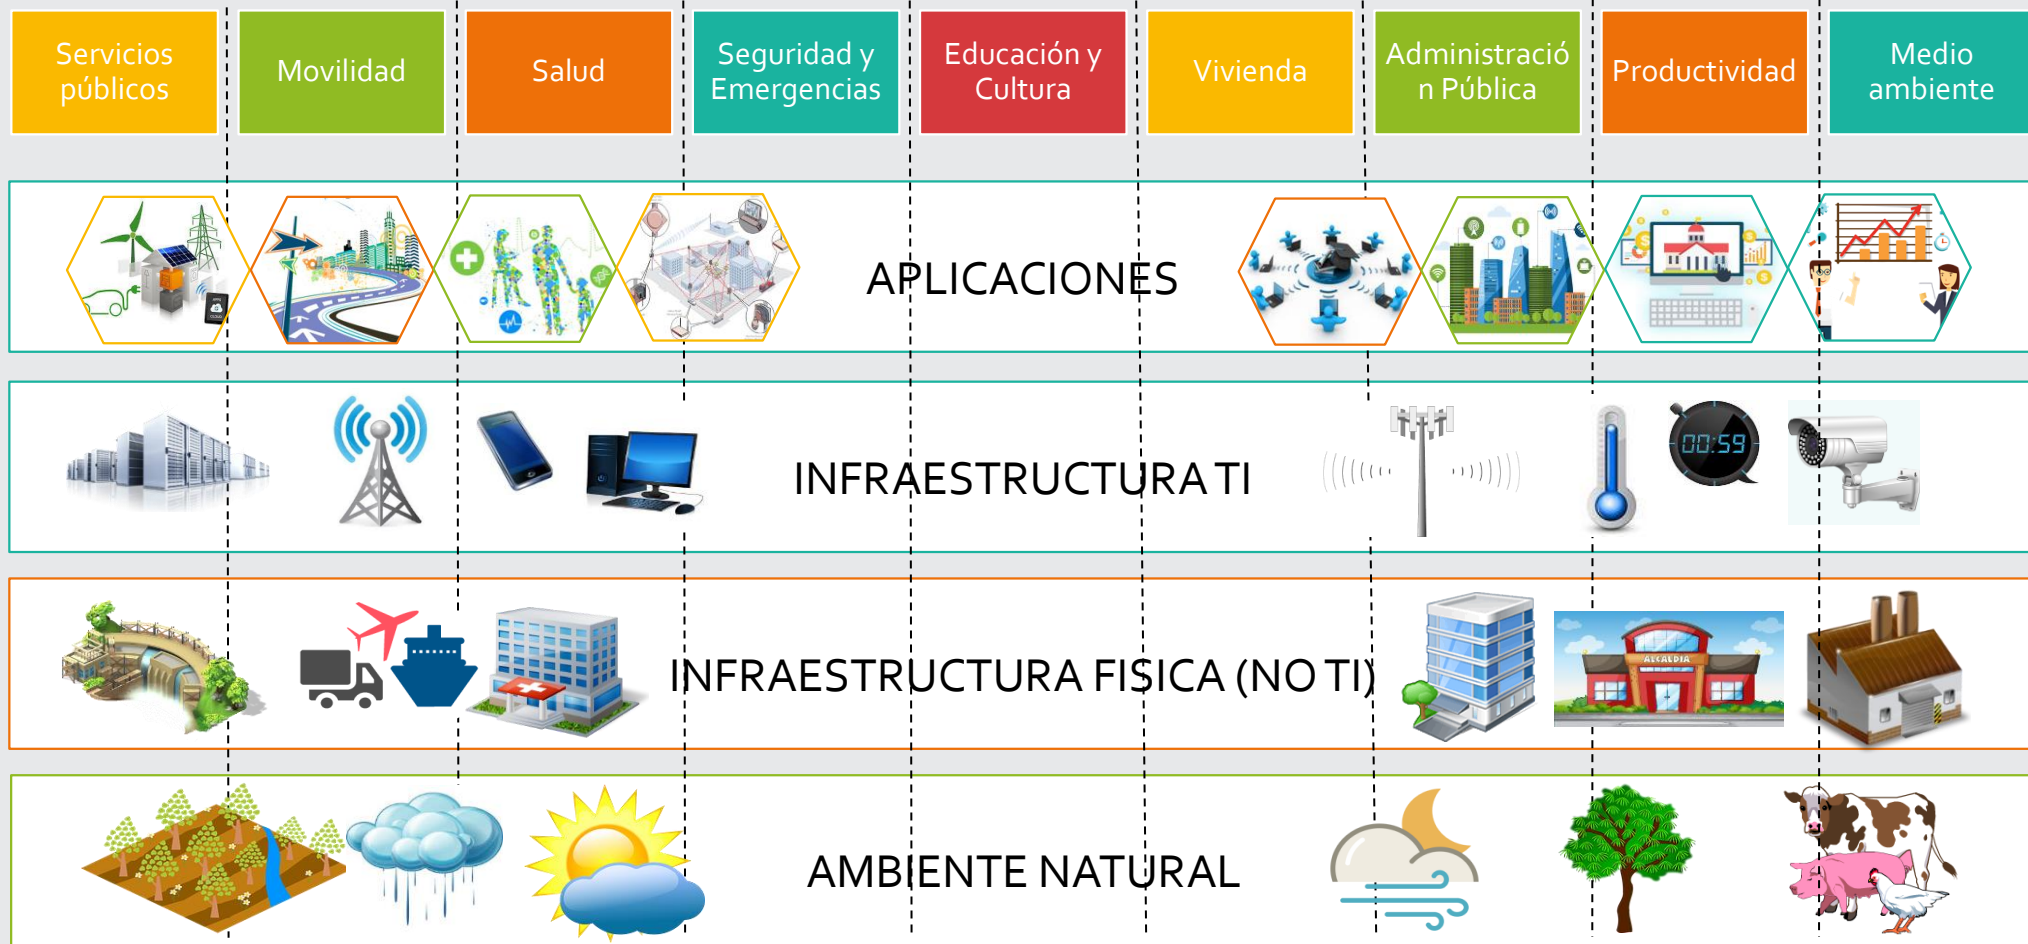 Servicios
públicos
Movilidad
Salud
Seguridad y
Emergencias
Educación y
Cultura
Vivienda
Administració
n Pública
Productividad
Medio
ambiente
APLICACIONES
INFRAESTRUCTURA TI
00:59
INFRAESTRUCTURA FISICA (NO TI)
ALCALDIA
AMBIENTE NATURAL